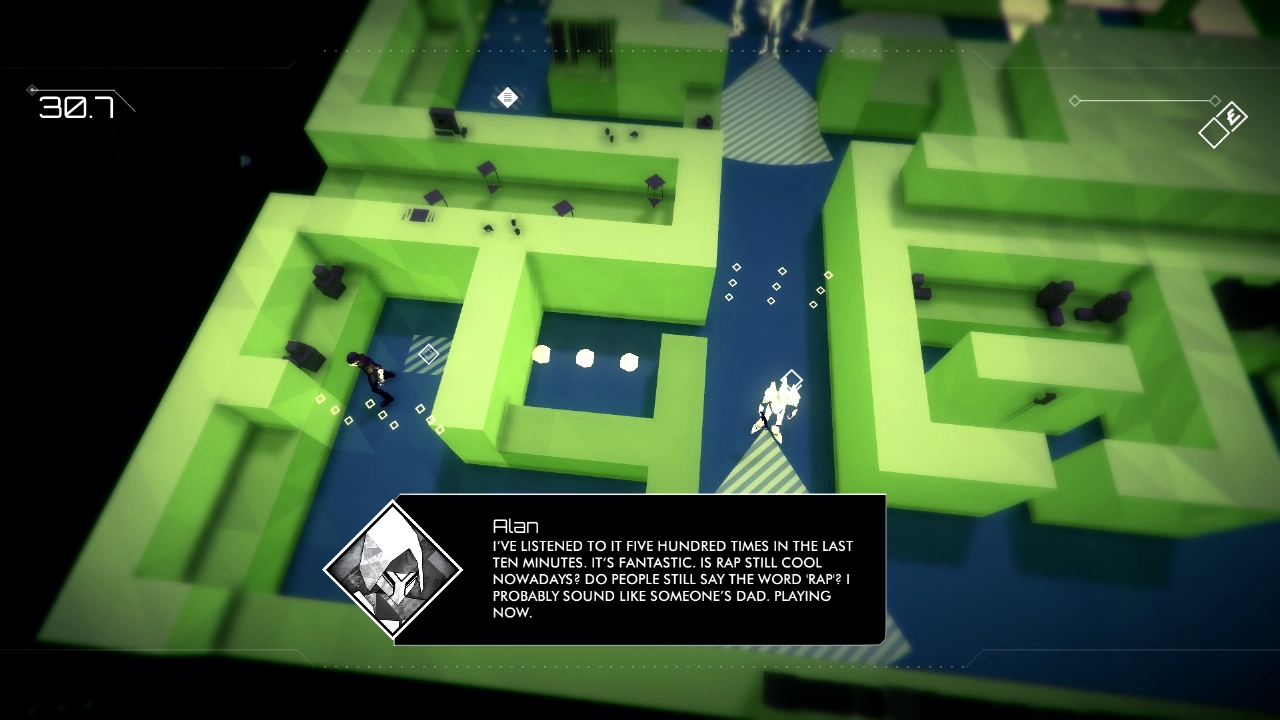 30.7
E
Alan
I'VE LISTENED TO IT FIVE HUNDRED TIMES IN THE LAST
TEN MINUTES. IT'S FANTASTIC. IS RAP STILL COOL
NOWADAYS? DO PEOPLE STILL SAY THE WORD 'RAP'? I
PROBABLY SOUND LIKE SOMEONE'S DAD. PLAYING
NOW.